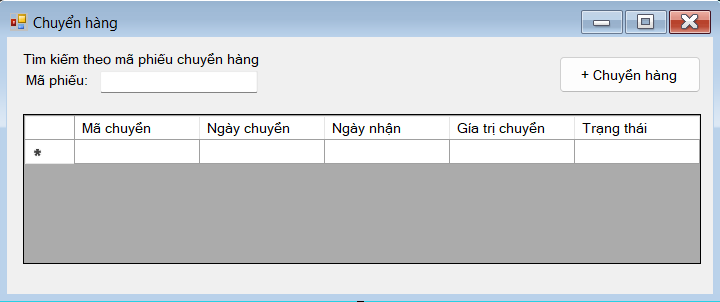 Chuyển hàng
Tìm kiếm theo mã phiếu chuyển hàng
Mã phiếu:
+ Chuyển hàng
Mã chuyển Ngày chuyển Ngày nhận Gía trị chuyển Trạng thái
*